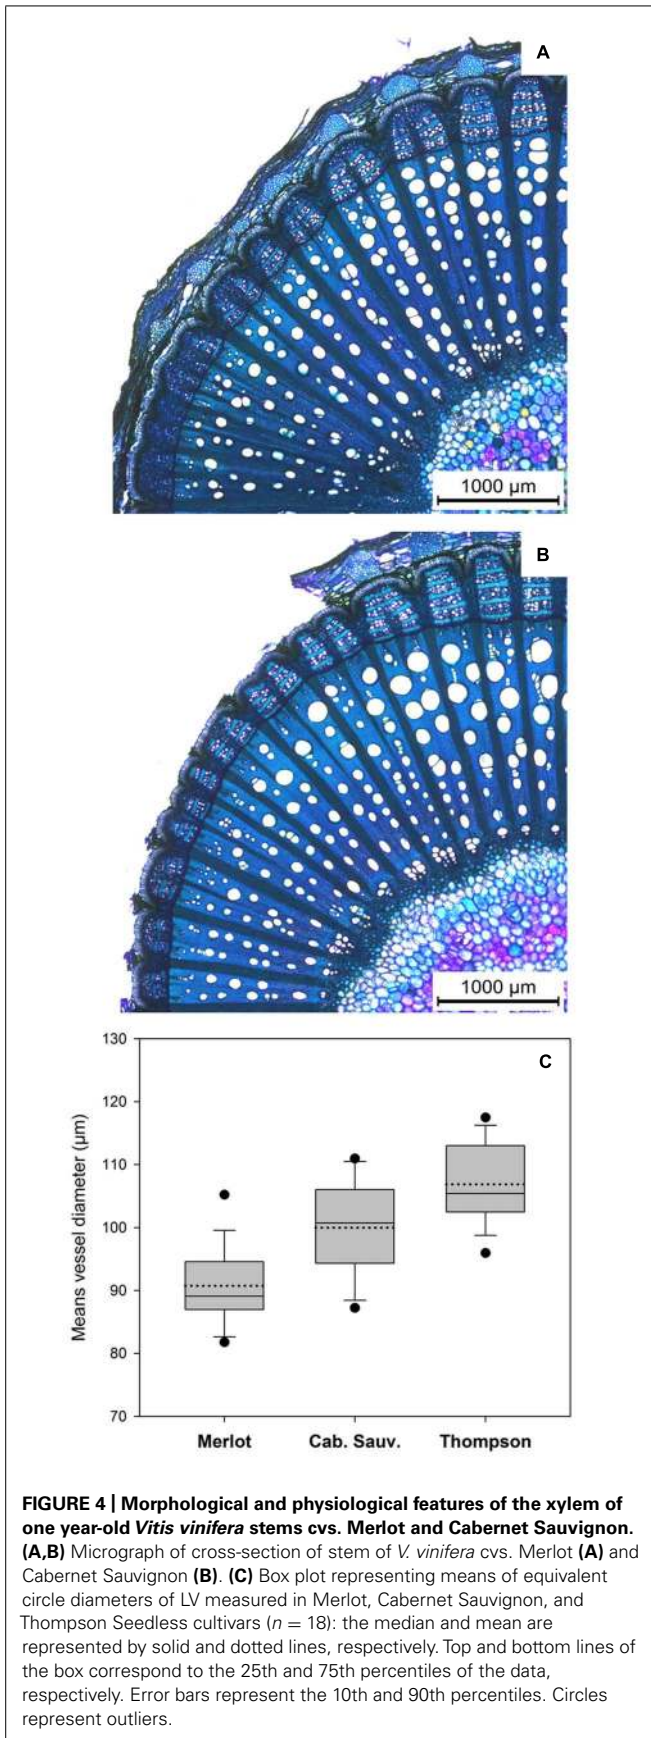 A
1000 µm
B
1000 µm
C
130
120
110
100
90
80
70
Means vessel diameter (µm)
Merlot Cab. Sauv. Thompson
FIGURE 4 | Morphological and physiological features of the xylem of
one year-old Vitis vinifera stems cvs. Merlot and Cabernet Sauvignon.
(A,B) Micrograph of cross-section of stem of V. vinifera cvs. Merlot (A) and
Cabernet Sauvignon (B). (C) Box plot representing means of equivalent
circle diameters of LV measured in Merlot, Cabernet Sauvignon, and
Thompson Seedless cultivars (n = 18): the median and mean are
represented by solid and dotted lines, respectively. Top and bottom lines of
the box correspond to the 25th and 75th percentiles of the data,
respectively. Error bars represent the 10th and 90th percentiles. Circles
represent outliers.